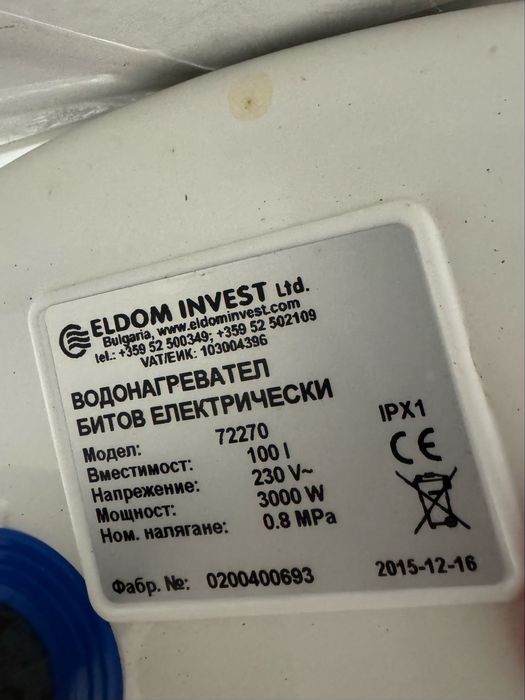 ELDOM INVEST Ltd.
Bulgaria, www.eldominvest.com
tel.: +359 52 500349; +359 52 502109
VAT/ЕИК: 103004396
ВОДОНАГРЕВАТЕЛ
БИТОВ ЕЛЕКТРИЧЕСКИ
Модел: 72270
IPX1
Вместимост: 100 l
CE
Напрежение: 230 V~
Мощност: 3000 W
Ном. налягане: 0.8 MPa
Фабр. №: 0200400693
2015-12-16